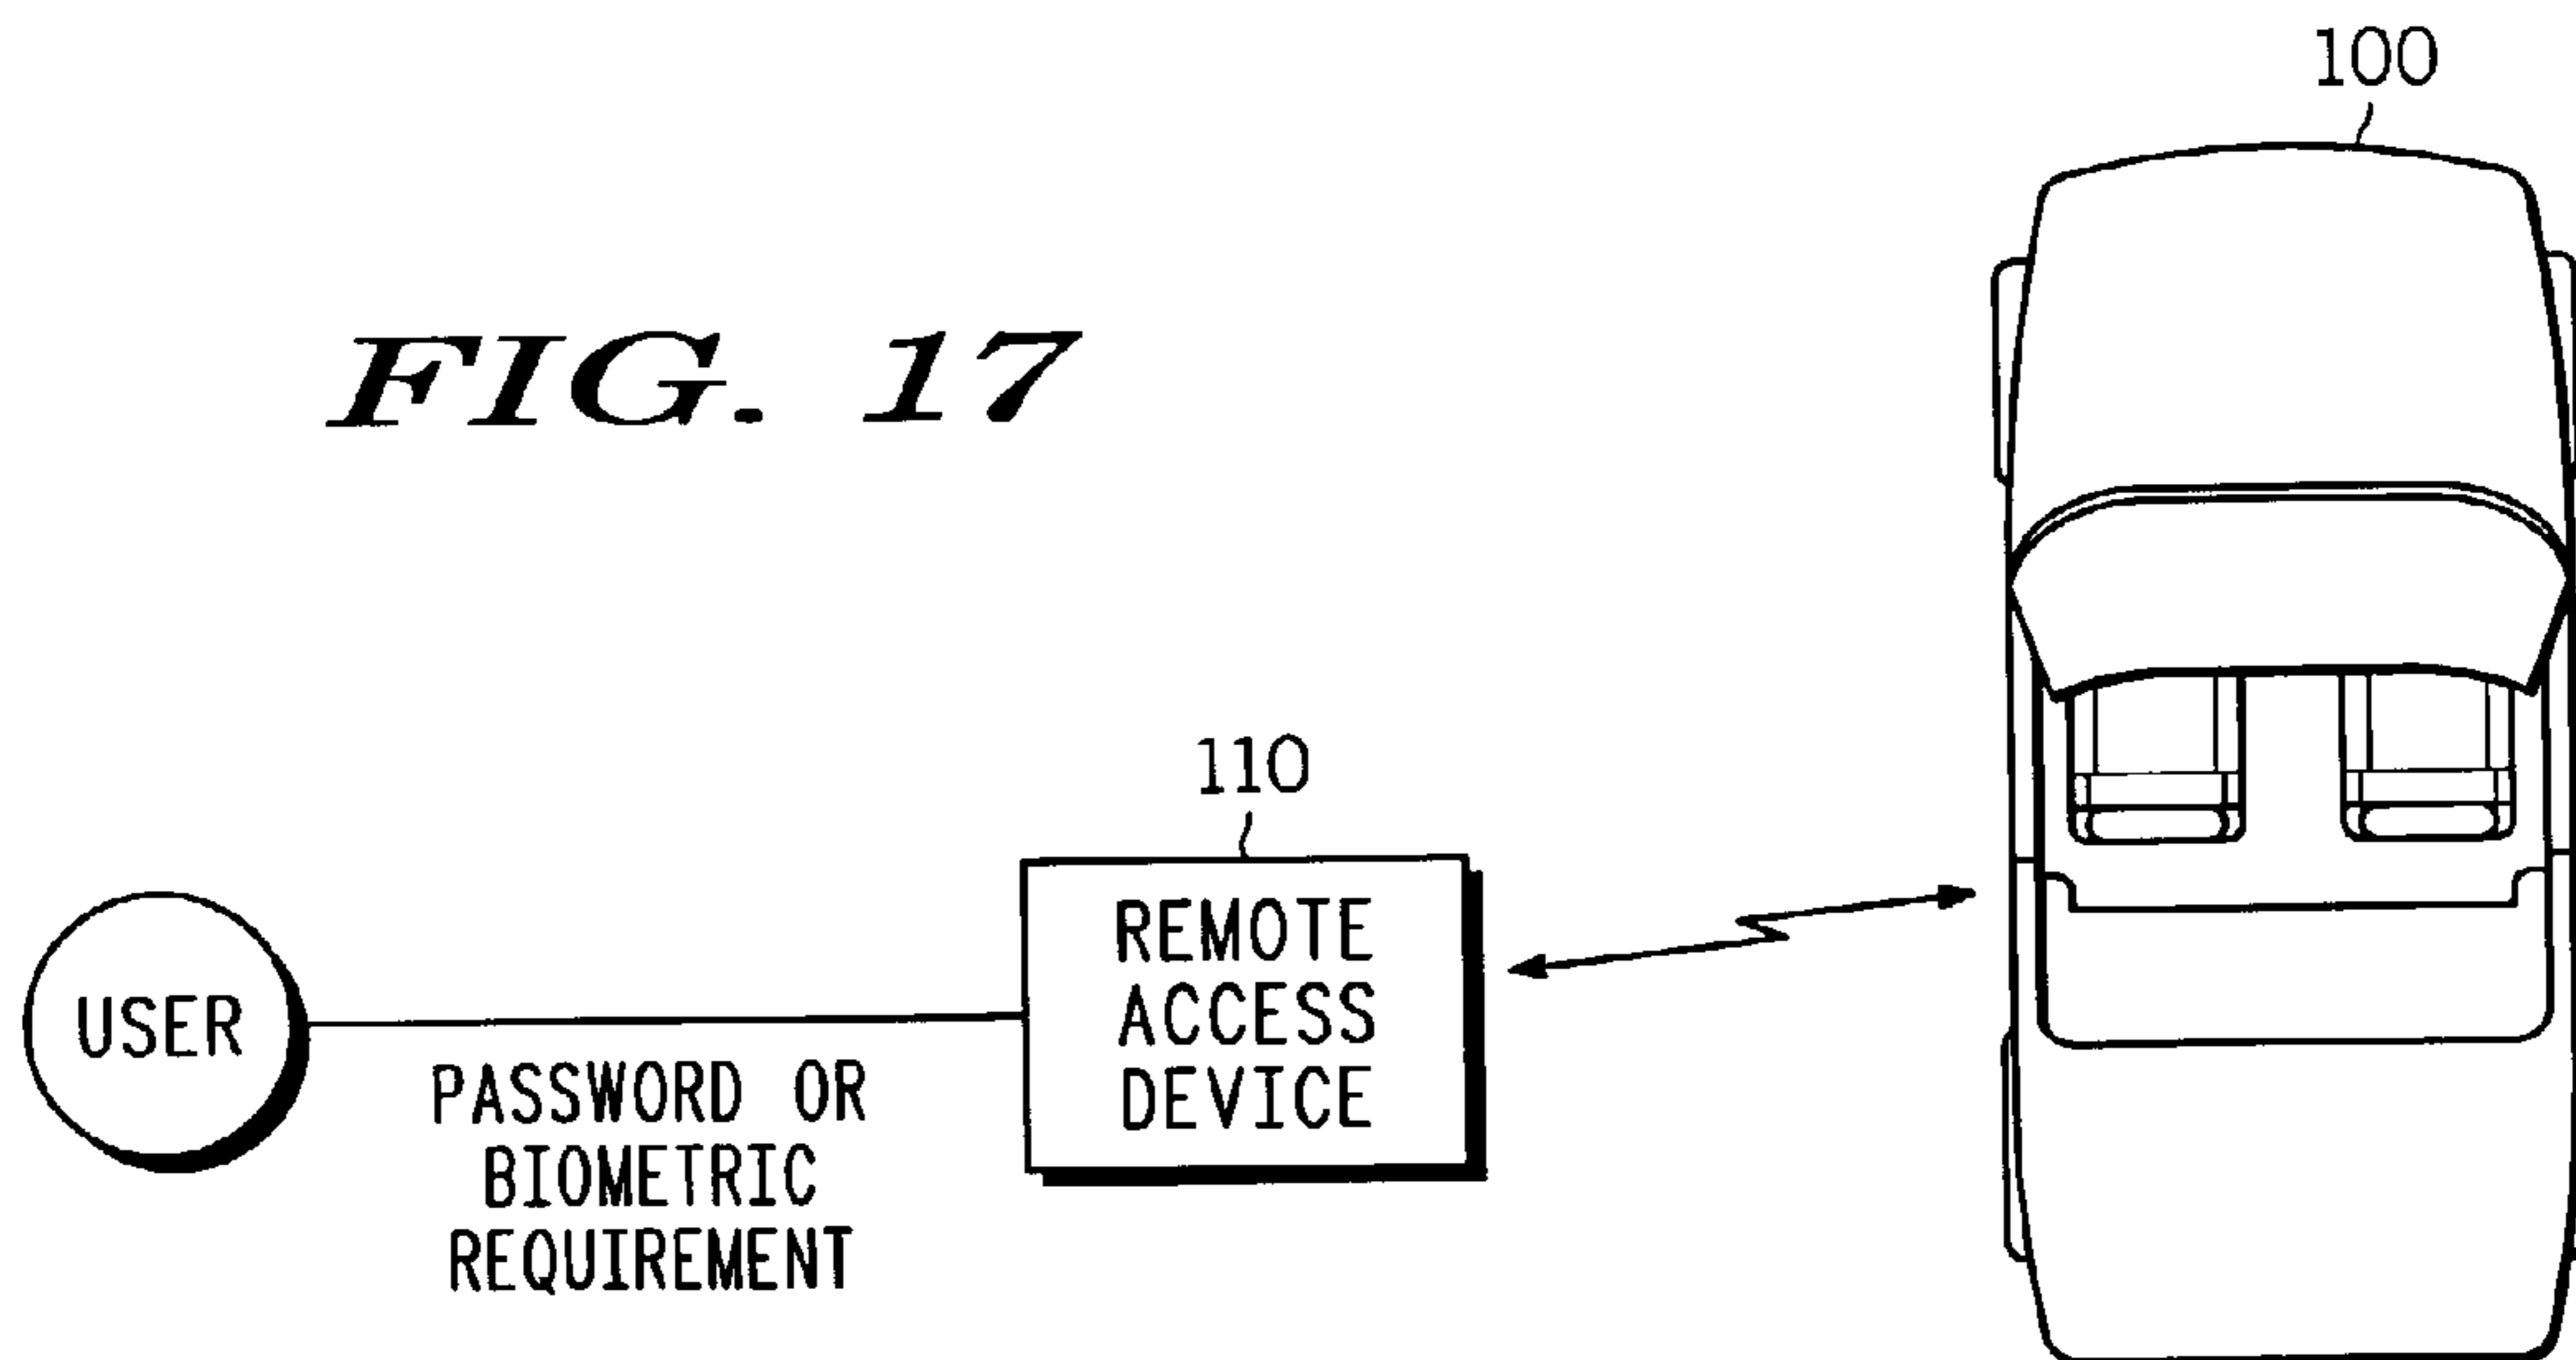 100
FIG. 17
110
REMOTE
ACCESS
DEVICE
USER
PASSWORD OR
BIOMETRIC
REQUIREMENT